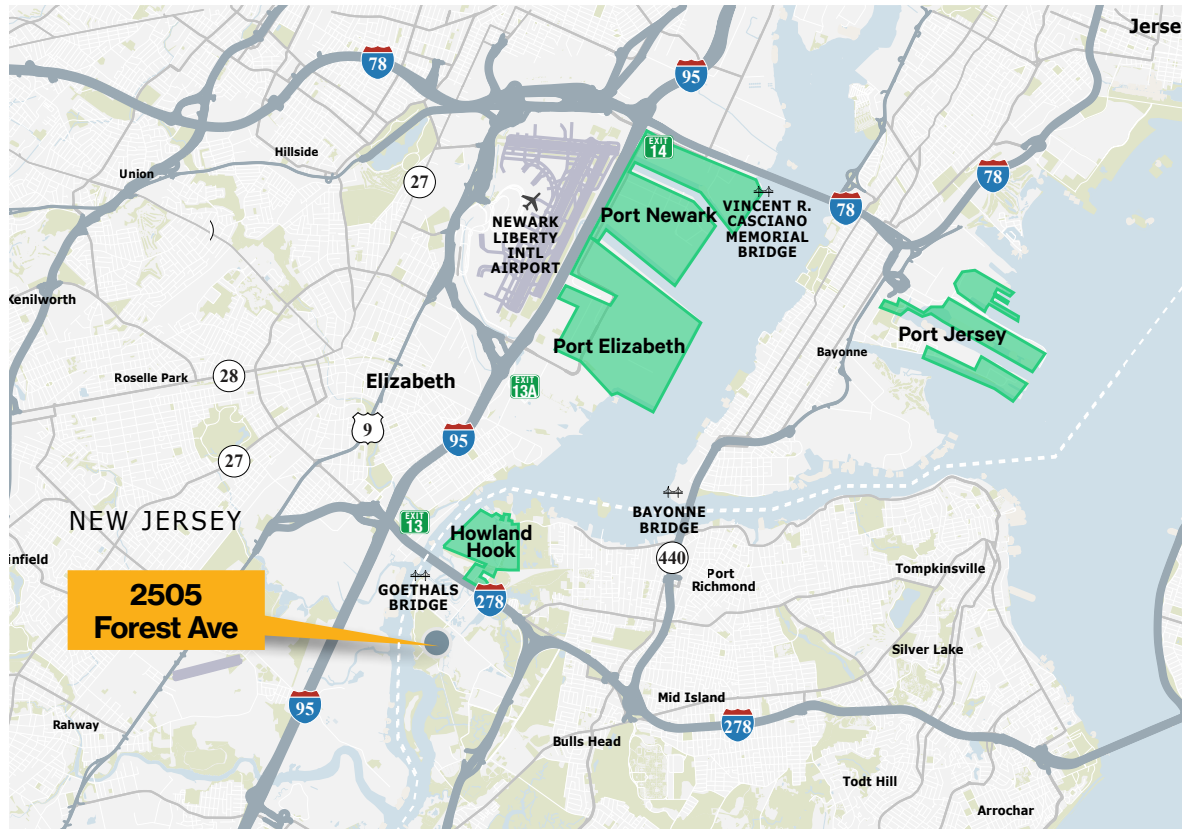 Jerse
78
95
EXIT
14
Hillside
Union
27
78
78
NEWARK
LIBERTY
INTL
AIRPORT
Port Newark
VINCENT R.
CASCIANO
MEMORIAL
BRIDGE
Kenilworth
Port Elizabeth
Port Jersey
Bayonne
Roselle Park
28
Elizabeth
EXIT
13A
9
95
27
NEW JERSEY
EXIT
13
Howland
Hook
BAYONNE
BRIDGE
440
infield
GOETHALS
BRIDGE
278
Port
Richmond
Tompkinsville
2505
Forest Ave
Silver Lake
Mid Island
95
278
Rahway
Bulls Head
Todt Hill
Arrochar